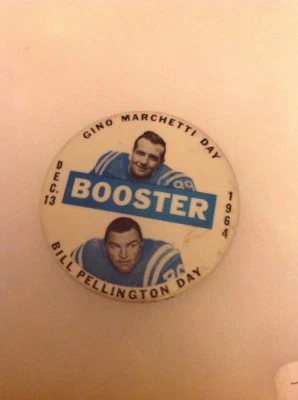 GINO MARCHETTI DAY
DEC. 13
BOOSTER
1964
BILL PELLINGTON DAY